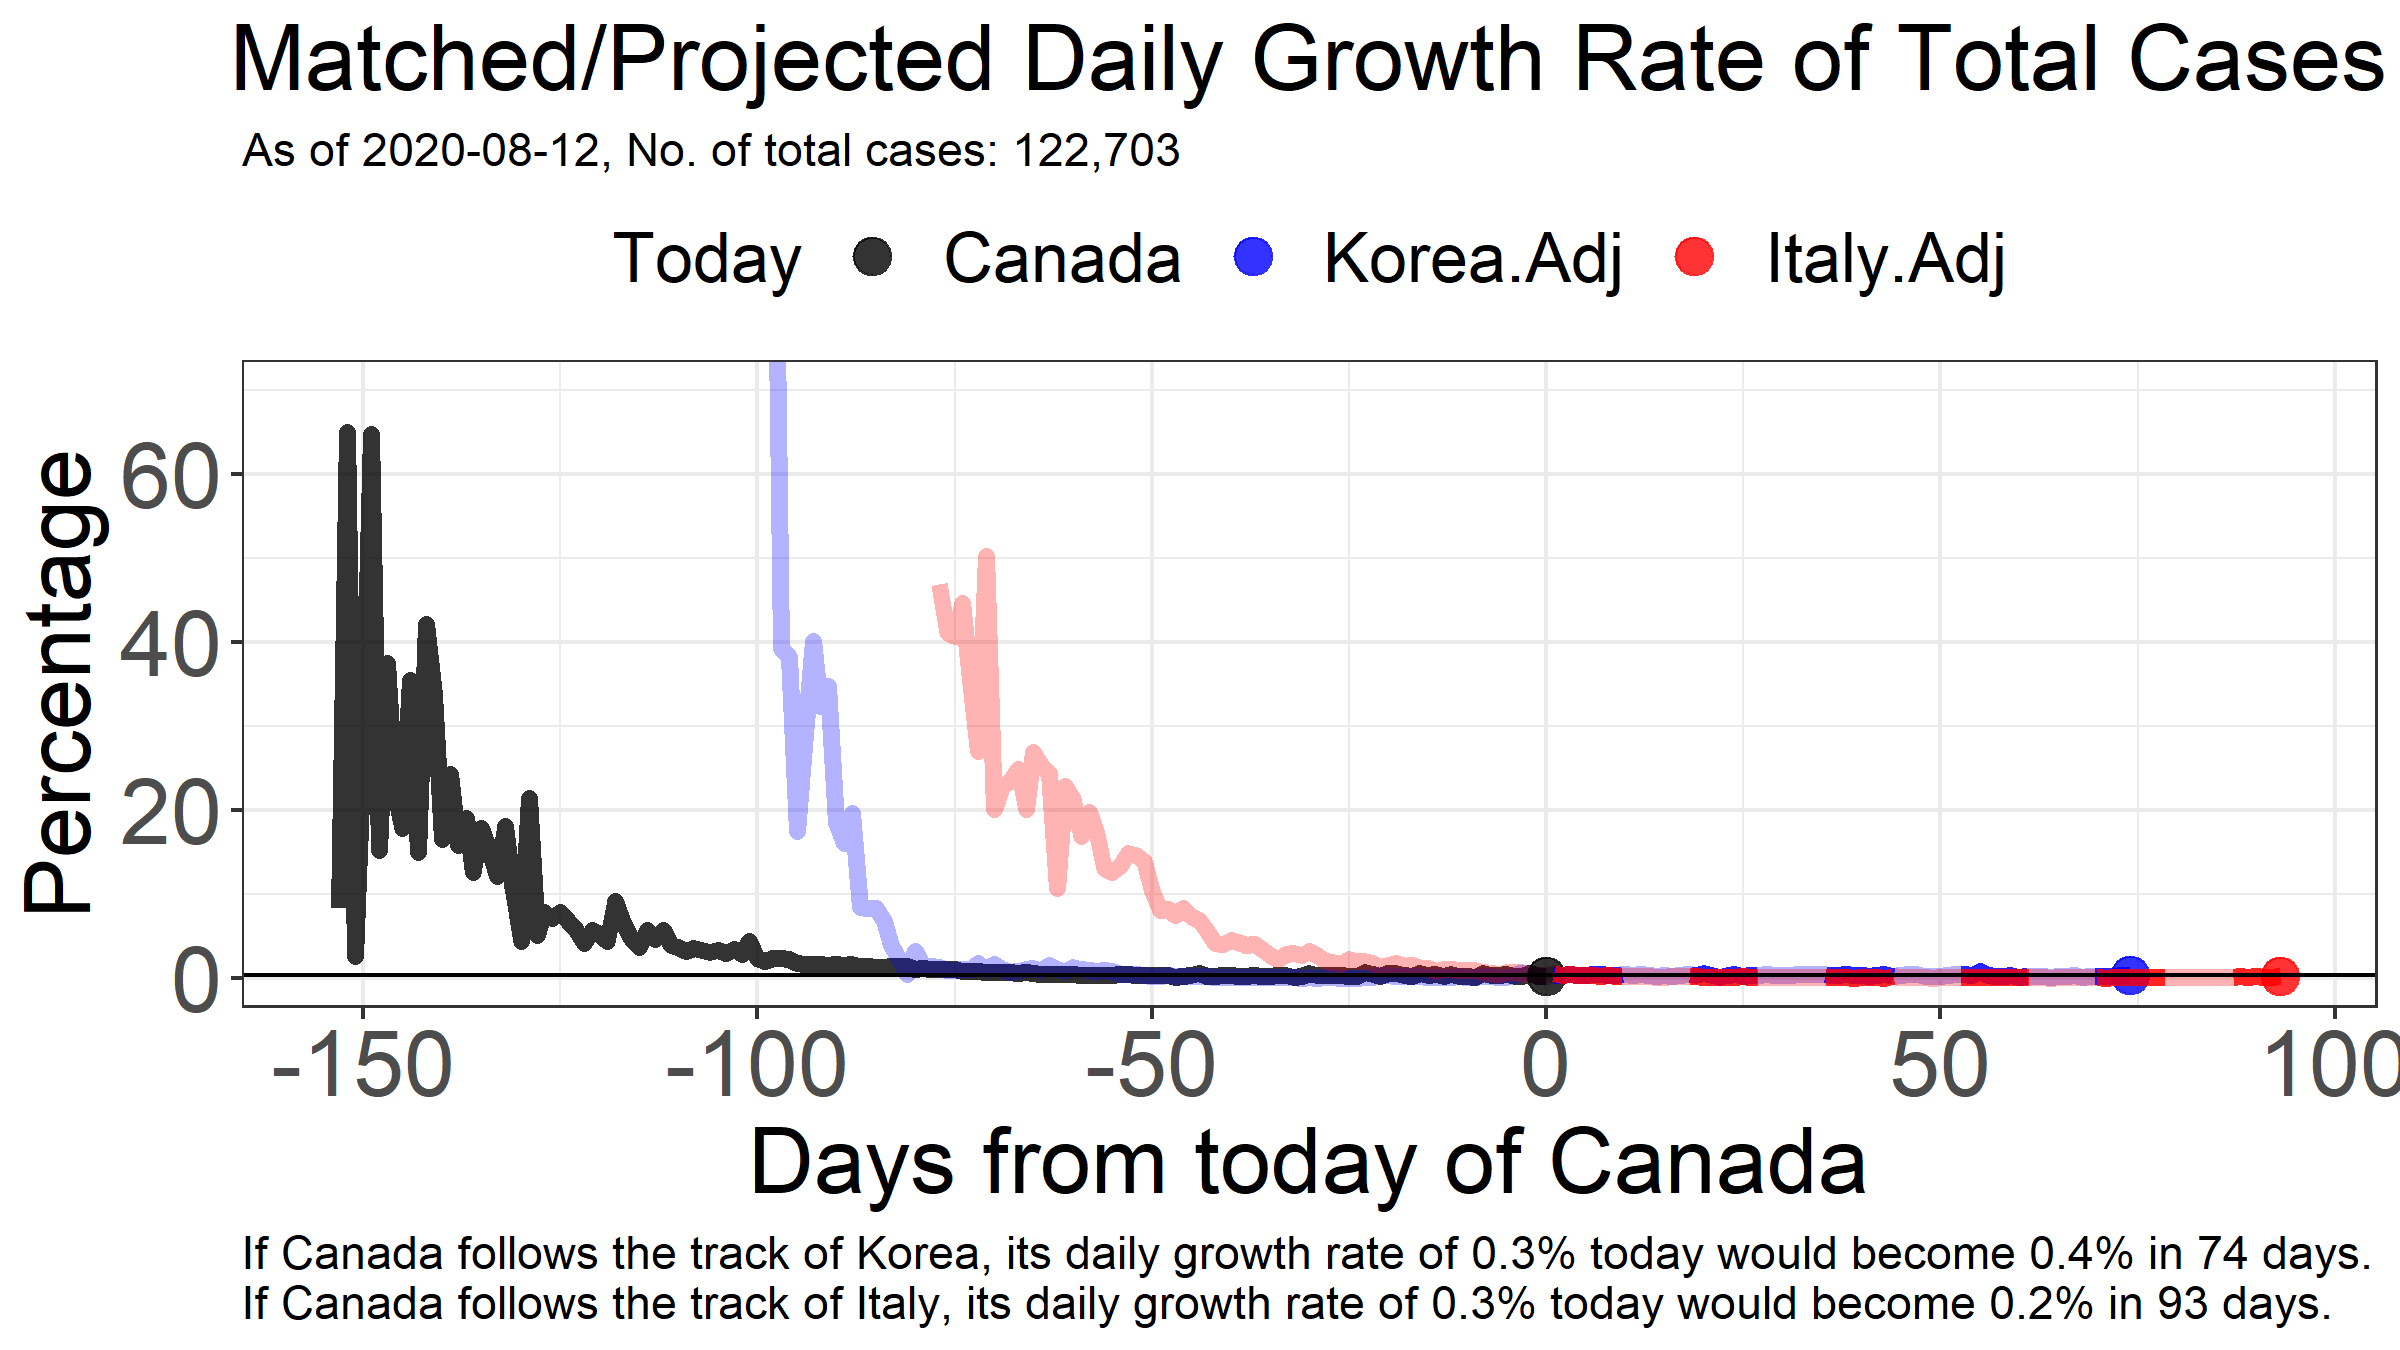 Matched/Projected Daily Growth Rate of Total Cases
As of 2020-08-12, No. of total cases: 122,703
Today Canada Korea.Adj Italy.Adj
Percentage
60
40
20
0
-150 -100 -50 0 50 100
Days from today of Canada
If Canada follows the track of Korea, its daily growth rate of 0.3% today would become 0.4% in 74 days.
If Canada follows the track of Italy, its daily growth rate of 0.3% today would become 0.2% in 93 days.